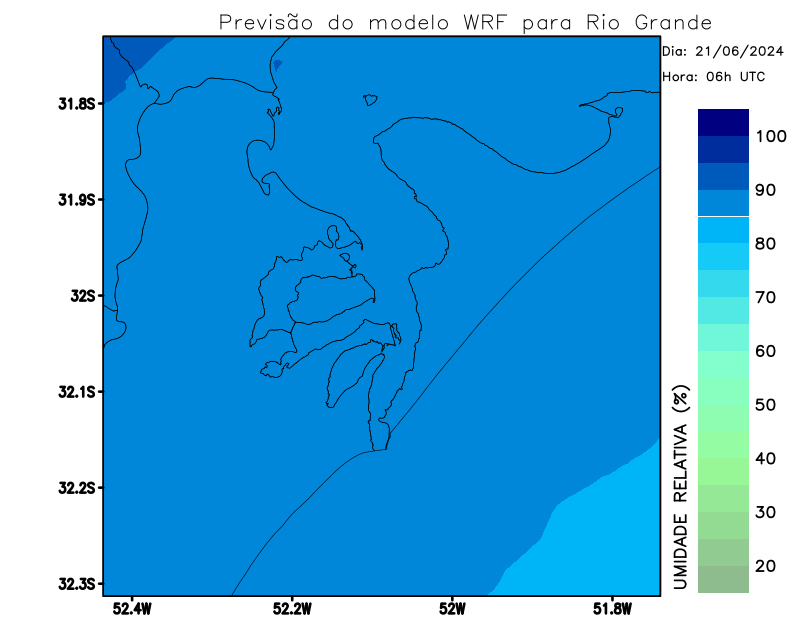 Previsão do modelo WRF para Rio Grande
Dia: 21/06/2024
Hora: 06h UTC
31.8S
31.9S
32S
32.1S
32.2S
32.3S
52.4W
52.2W
52W
51.8W
UMIDADE RELATIVA (%)
100
90
80
70
60
50
40
30
20